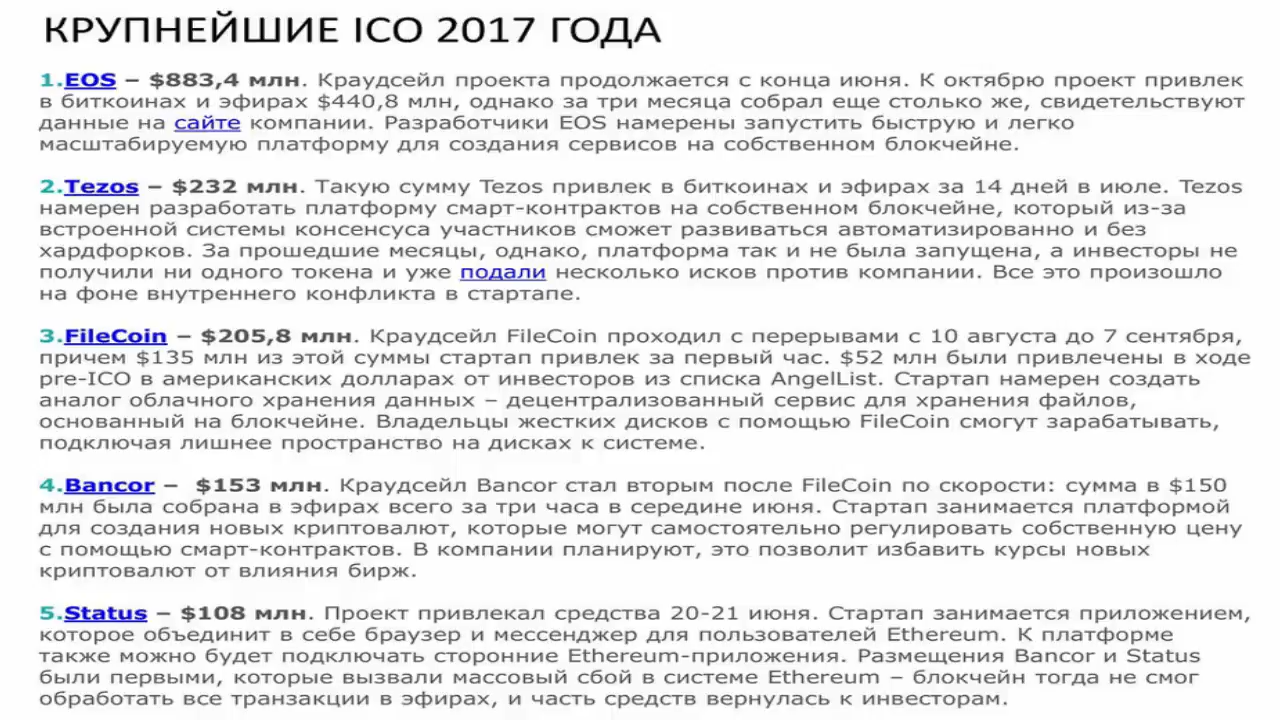 КРУПНЕЙШИЕ ICO 2017 ГОДА
1.EOS – $883,4 млн. Краудсейл проекта продолжается с конца июня. К октябрю проект привлек
в биткоинах и эфирах $440,8 млн, однако за три месяца собрал еще столько же, свидетельствуют
данные на сайте компании. Разработчики EOS намерены запустить быструю и легко
масштабируемую платформу для создания сервисов на собственном блокчейне.
2.Tezos – $232 млн. Такую сумму Tezos привлек в биткоинах и эфирах за 14 дней в июле. Tezos
намерен разработать платформу смарт-контрактов на собственном блокчейне, который из-за
встроенной системы консенсуса участников сможет развиваться автоматизированно и без
хардфорков. За прошедшие месяцы, однако, платформа так и не была запущена, а инвесторы не
получили ни одного токена и уже подали несколько исков против компании. Все это произошло
на фоне внутреннего конфликта в стартапе.
3.FileCoin – $205,8 млн. Краудсейл FileCoin проходил с перерывами с 10 августа до 7 сентября,
причем $135 млн из этой суммы стартап привлек за первый час. $52 млн были привлечены в ходе
pre-ICO в американских долларах от инвесторов из списка AngelList. Стартап намерен создать
аналог облачного хранения данных – децентрализованный сервис для хранения файлов,
основанный на блокчейне. Владельцы жестких дисков с помощью FileCoin смогут зарабатывать,
подключая лишнее пространство на дисках к системе.
4.Bancor – $153 млн. Краудсейл Bancor стал вторым после FileCoin по скорости: сумма в $150
млн была собрана в эфирах всего за три часа в середине июня. Стартап занимается платформой
для создания новых криптовалют, которые могут самостоятельно регулировать собственную цену
с помощью смарт-контрактов. В компании планируют, это позволит избавить курсы новых
криптовалют от влияния бирж.
5.Status – $108 млн. Проект привлекал средства 20-21 июня. Стартап занимается приложением,
которое объединит в себе браузер и мессенджер для пользователей Ethereum. К платформе
также можно будет подключать сторонние Ethereum-приложения. Размещения Bancor и Status
были первыми, которые вызвали массовый сбой в системе Ethereum – блокчейн тогда не смог
обработать все транзакции в эфирах, и часть средств вернулась к инвесторам.